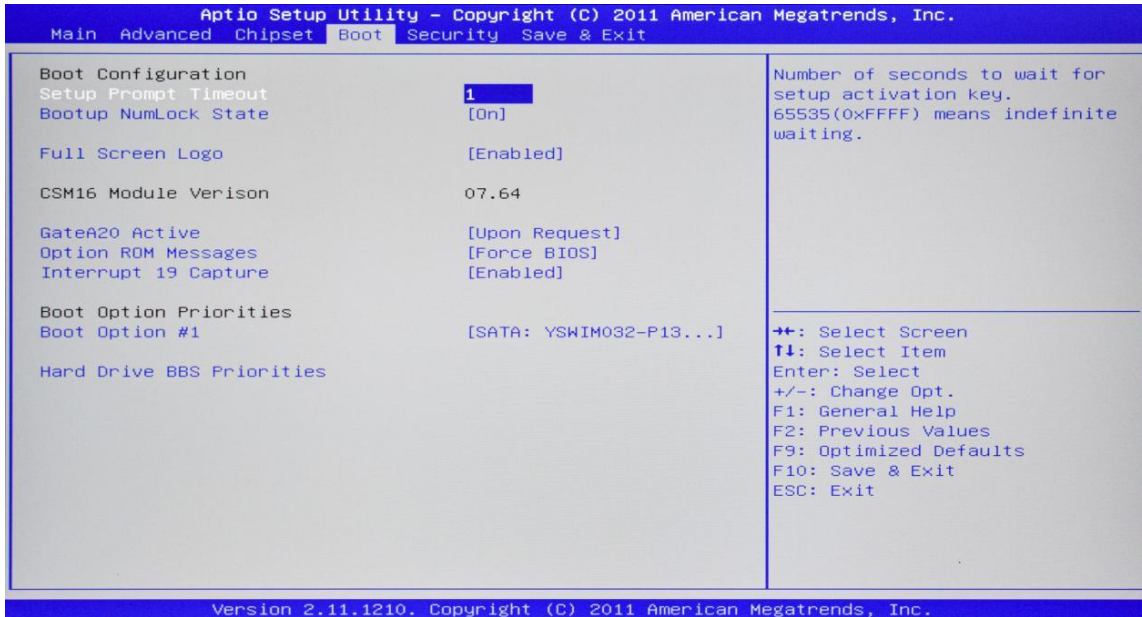 Aptio Setup Utility – Copyright (C) 2011 American Megatrends, Inc.
Main Advanced Chipset Boot Security Save & Exit
Boot Configuration
Setup Prompt Timeout 1
Bootup NumLock State [On]
Full Screen Logo [Enabled]
CSM16 Module Verison 07.64
GateA20 Active [Upon Request]
Option ROM Messages [Force BIOS]
Interrupt 19 Capture [Enabled]
Boot Option Priorities
Boot Option #1 [SATA: YSWIM032-P13...]
Hard Drive BBS Priorities
Number of seconds to wait for
setup activation key.
65535(0xFFFF) means indefinite
waiting.
→←: Select Screen
↑↓: Select Item
Enter: Select
+/-: Change Opt.
F1: General Help
F2: Previous Values
F9: Optimized Defaults
F10: Save & Exit
ESC: Exit
Version 2.11.1210. Copyright (C) 2011 American Megatrends, Inc.